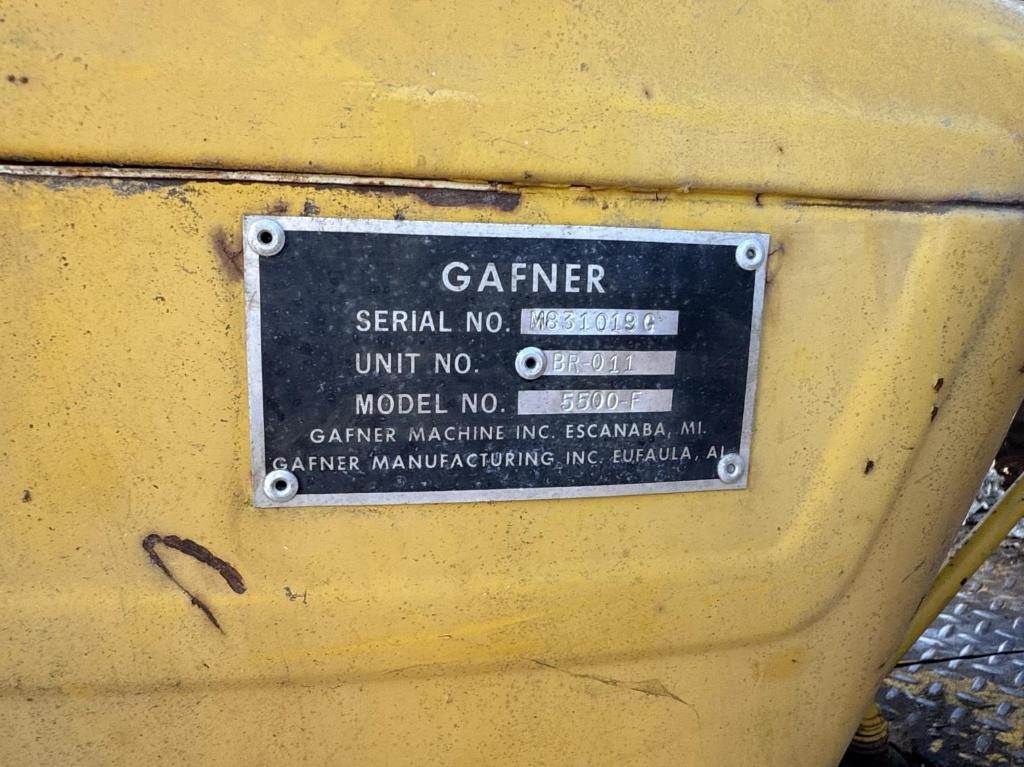 GAFNER
SERIAL NO. M831019G
UNIT NO. BR-011
MODEL NO. 5500-F
GAFNER MACHINE INC. ESCANABA, MI.
GAFNER MANUFACTURING, INC. EUFAULA, AL